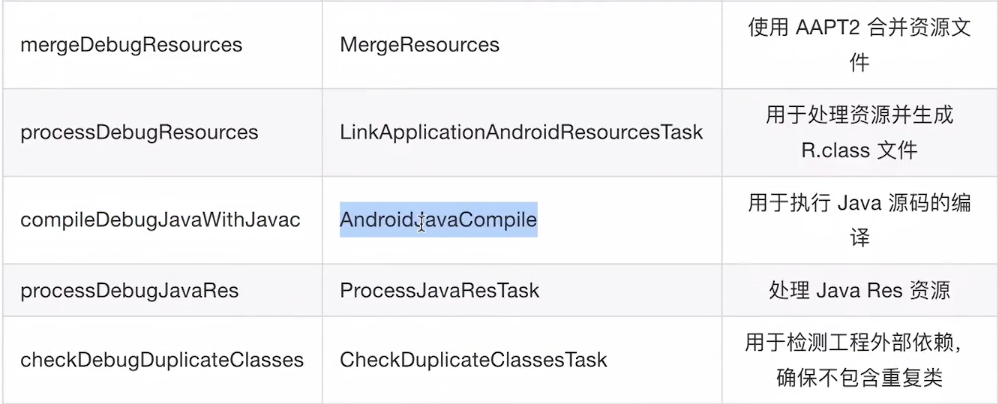 mergeDebugResources MergeResources 使用 AAPT2 合并资源文
件
processDebugResources LinkApplicationAndroidResourcesTask 用于处理资源并生成
R.class 文件
compileDebugJavaWithJavac AndroidJavaCompile 用于执行 Java 源码的编
译
processDebugJavaRes ProcessJavaResTask 处理 Java Res 资源
checkDebugDuplicateClasses CheckDuplicateClassesTask 用于检测工程外部依赖，
确保不包含重复类